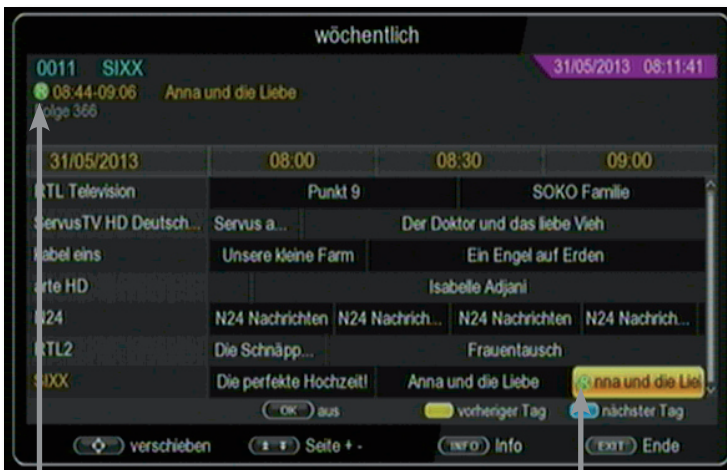 wöchentlich
0011 SIXX
31/05/2013 08:11:41
R 08:44-09:06 Anna und die Liebe
Folge 366
31/05/2013 08:00 08:30 09:00
RTL Television Punkt 9 SOKO Familie
ServusTV HD Deutsch... Servus a... Der Doktor und das liebe Vieh
kabel eins Unsere kleine Farm Ein Engel auf Erden
arte HD Isabelle Adjani
N24 N24 Nachrichten N24 Nachrich... N24 Nachrichten N24 Nachrich...
RTL2 Die Schnäpp... Frauentausch
SIXX Die perfekte Hochzeit! Anna und die Liebe R nna und die Lie
OK aus vorheriger Tag nächster Tag
verschieben Seite + - INFO Info EXIT Ende